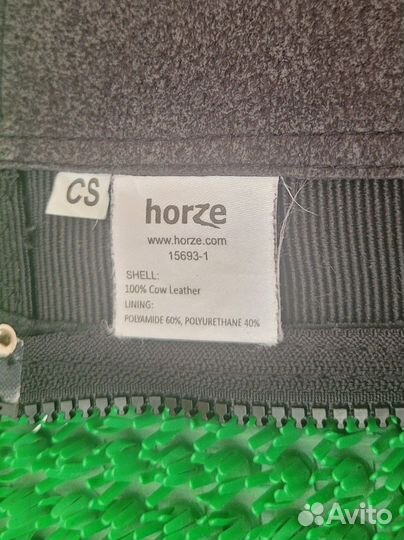 CS
horze
www.horze.com
15693-1
SHELL:
100% Cow Leather
LINING:
POLYAMIDE 60%, POLYURETHANE 40%
Avito